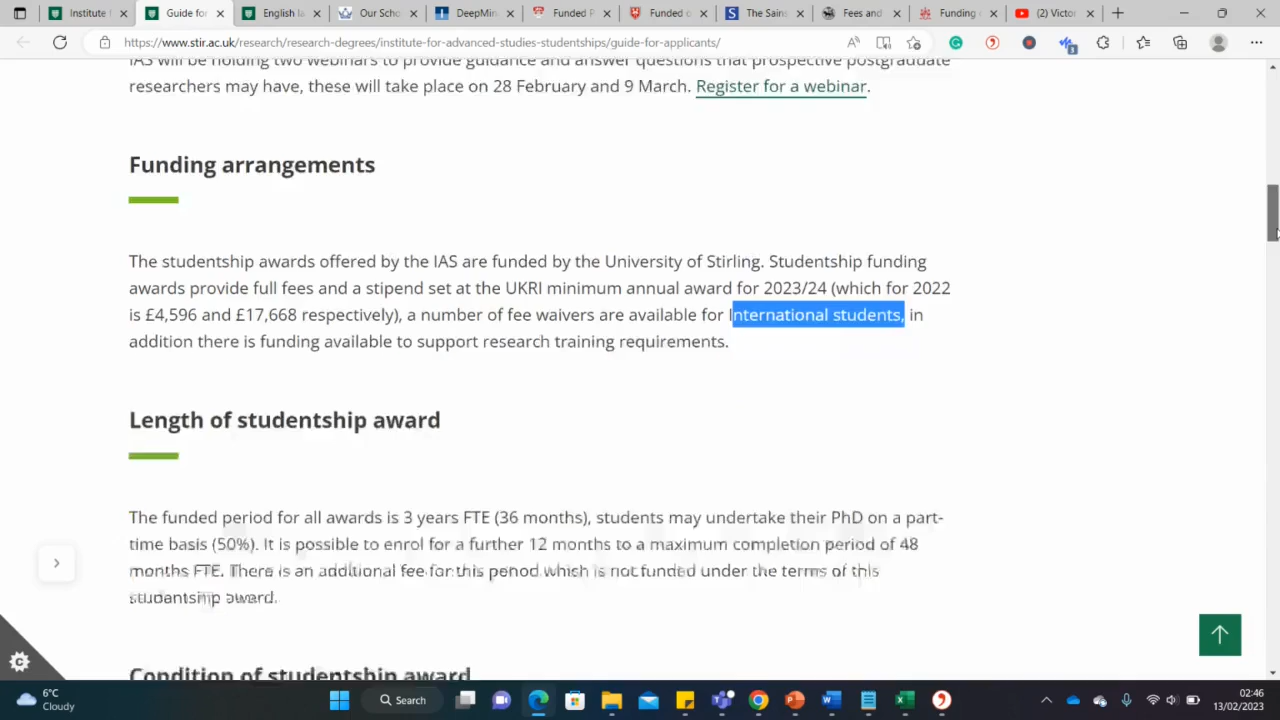 Institute f
Guide for
English la
Our Schol
DeepMin
Funded P
Funded o
The Sains
Fees and
Funding o
(2) Victor
https://www.stir.ac.uk/research/research-degrees/institute-for-advanced-studies-studentships/guide-for-applicants/
IAS will be holding two webinars to provide guidance and answer questions that prospective postgraduate
researchers may have, these will take place on 28 February and 9 March. Register for a webinar.
Funding arrangements
The studentship awards offered by the IAS are funded by the University of Stirling. Studentship funding
awards provide full fees and a stipend set at the UKRI minimum annual award for 2023/24 (which for 2022
is £4,596 and £17,668 respectively), a number of fee waivers are available for International students, in
addition there is funding available to support research training requirements.
Length of studentship award
The funded period for all awards is 3 years FTE (36 months), students may undertake their PhD on a part-
time basis (50%). It is possible to enrol for a further 12 months to a maximum completion period of 48
months FTE. There is an additional fee for this period which is not funded under the terms of this
studentship award.
Condition of studentship award
6°C
Cloudy
Search
02:46
13/02/2023